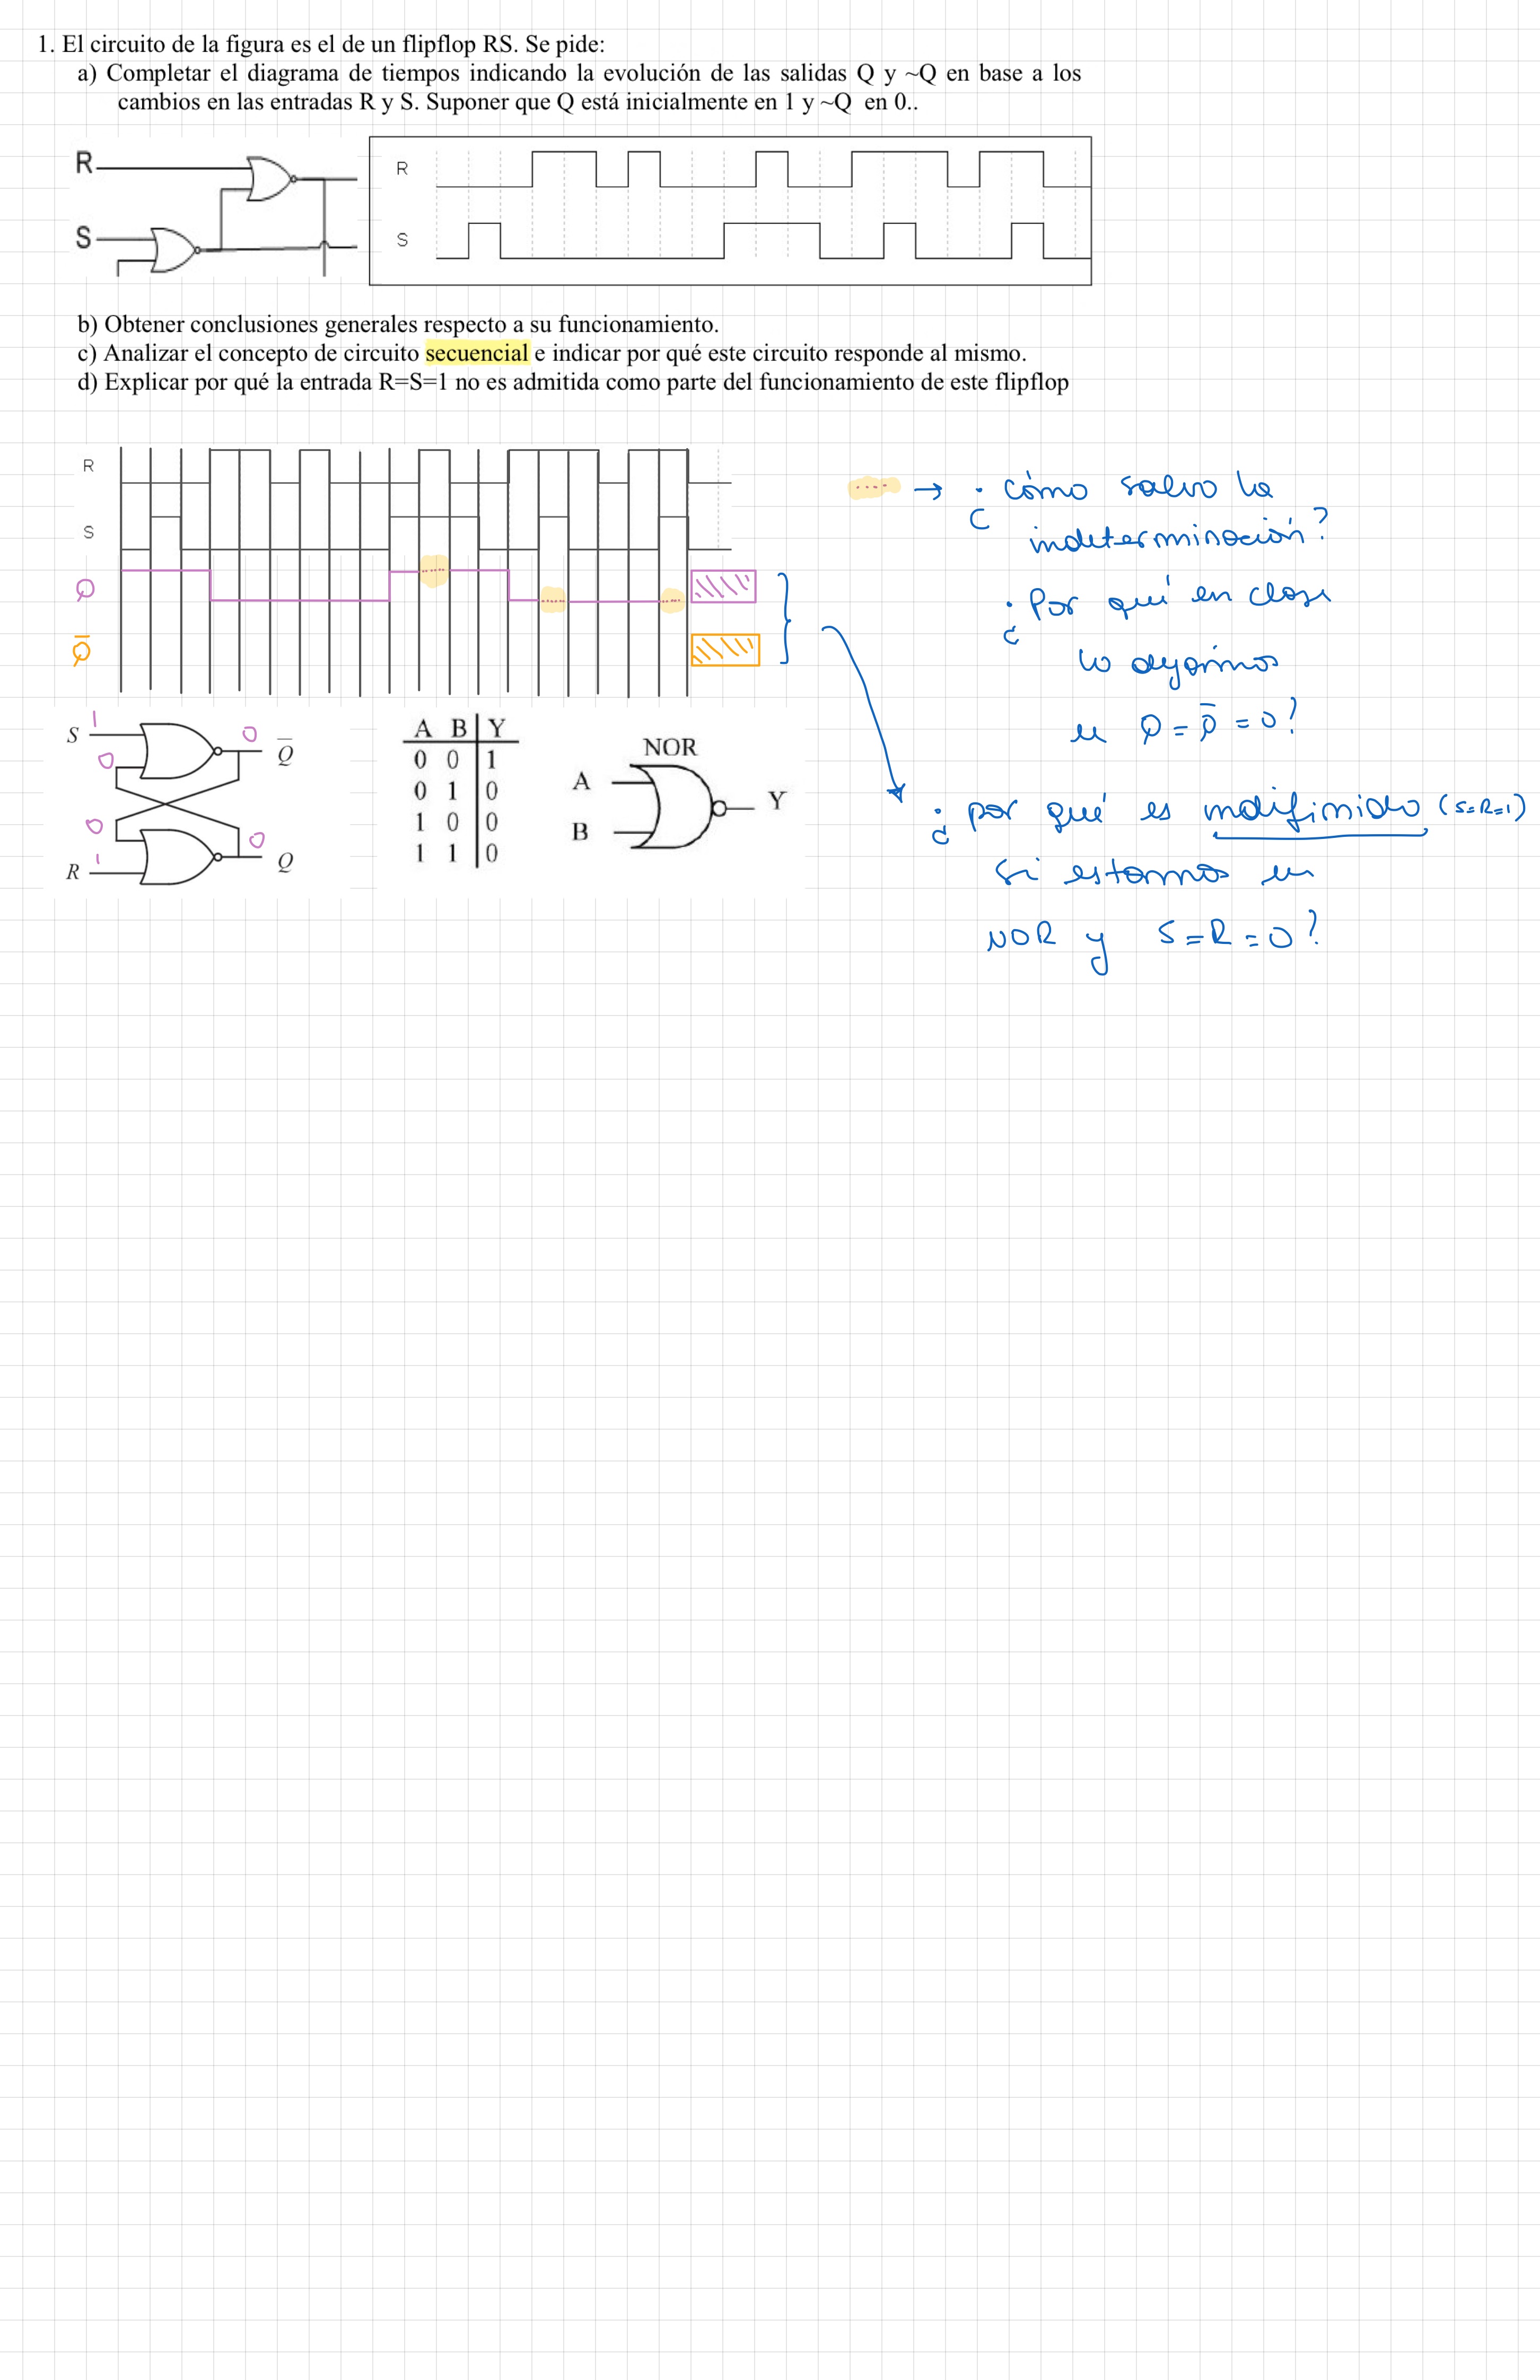 1. El circuito de la figura es el de un flipflop RS. Se pide:
a) Completar el diagrama de tiempos indicando la evolución de las salidas Q y ~Q en base a los
cambios en las entradas R y S. Suponer que Q está inicialmente en 1 y ~Q en 0..
R
S
R
S
b) Obtener conclusiones generales respecto a su funcionamiento.
c) Analizar el concepto de circuito secuencial e indicar por qué este circuito responde al mismo.
d) Explicar por qué la entrada R=S=1 no es admitida como parte del funcionamiento de este flipflop
R
S
Q
Q̅
.... → ¿cómo salvo la
indeterminación?
¿Por qué en clase
lo dejamos
en Q = Q̅ = 0?
¿por qué es indefinido (S=R=1)
si estamos en
NOR y S=R=0?
S 1 0 Q̅
0
0
R 1 0 Q
A B Y
0 0 1
0 1 0
1 0 0
1 1 0
NOR
A
B
Y